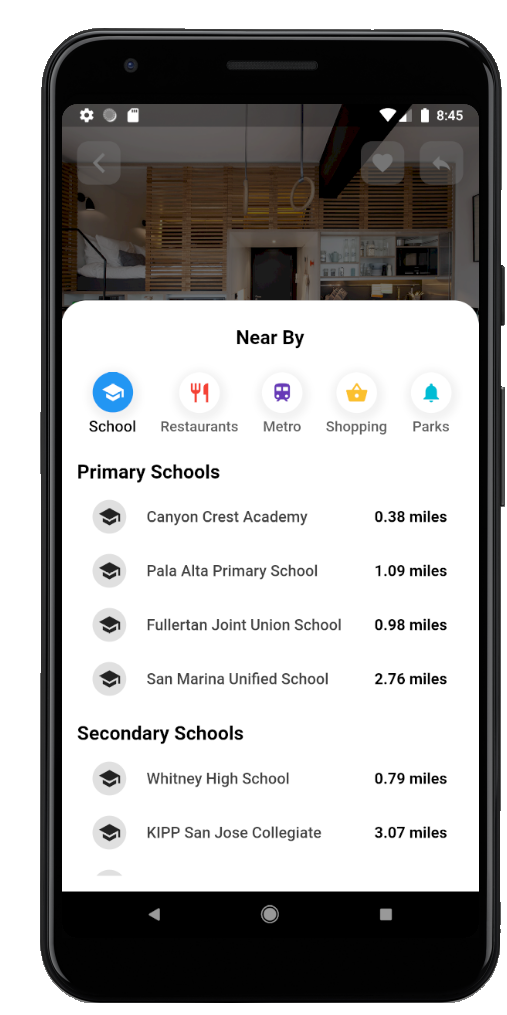 8:45
Near By
School Restaurants Metro Shopping Parks
Primary Schools
Canyon Crest Academy 0.38 miles
Pala Alta Primary School 1.09 miles
Fullertan Joint Union School 0.98 miles
San Marina Unified School 2.76 miles
Secondary Schools
Whitney High School 0.79 miles
KIPP San Jose Collegiate 3.07 miles